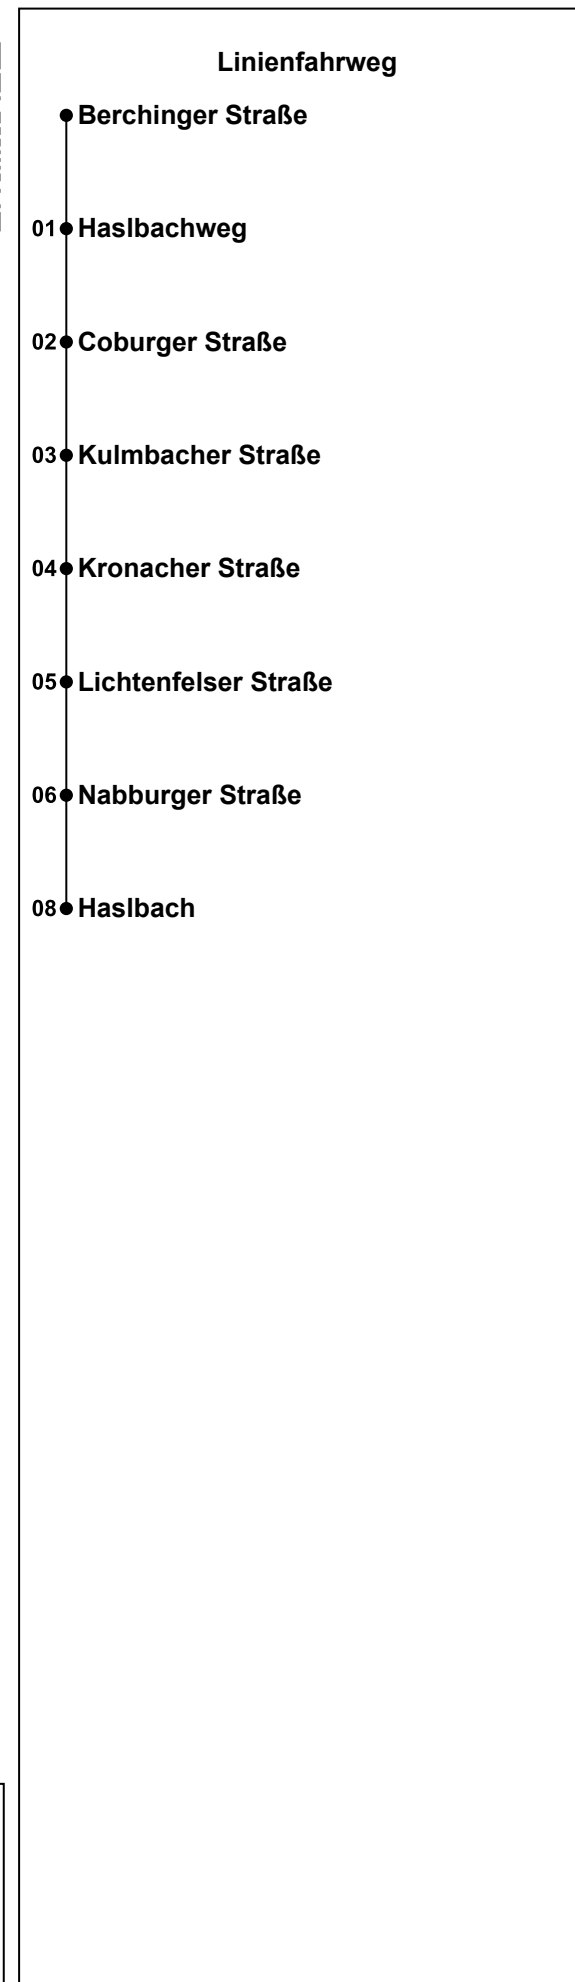 Linienfahrweg
Berchinger Straße
01 Haslbachweg
02 Coburger Straße
03 Kulmbacher Straße
04 Kronacher Straße
05 Lichtenfelser Straße
06 Nabburger Straße
08 Haslbach